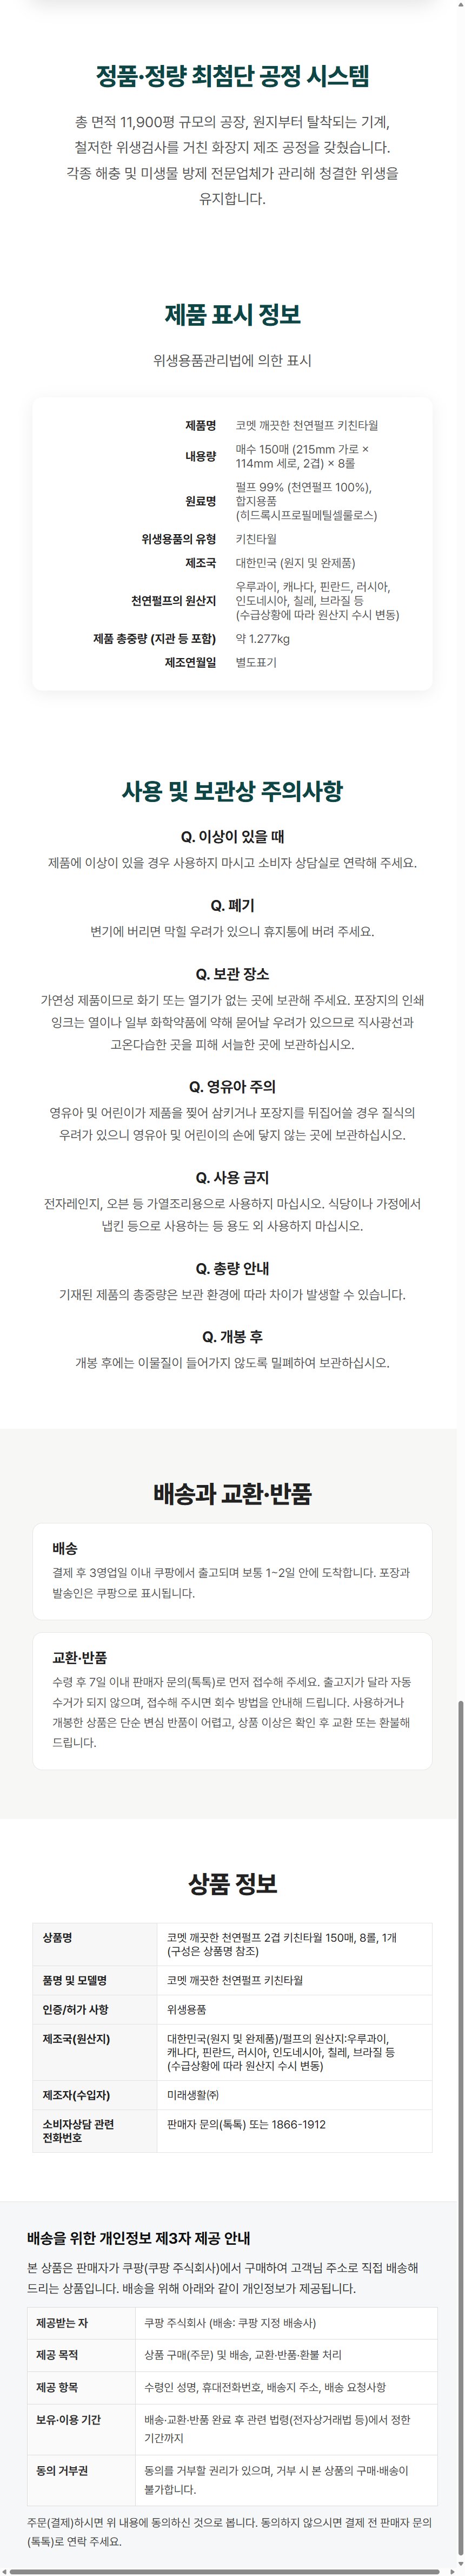 정품·정량 최첨단 공정 시스템
총 면적 11,900평 규모의 공장, 원지부터 탈착되는 기계,
철저한 위생검사를 거친 화장지 제조 공정을 갖췄습니다.
각종 해충 및 미생물 방제 전문업체가 관리해 청결한 위생을
유지합니다.
제품 표시 정보
위생용품관리법에 의한 표시
제품명 코멧 깨끗한 천연펄프 키친타월
내용량 매수 150매 (215mm 가로 ×
114mm 세로, 2겹) × 8롤
원료명 펄프 99% (천연펄프 100%),
합지용품
(히드록시프로필메틸셀룰로스)
위생용품의 유형 키친타월
제조국 대한민국 (원지 및 완제품)
천연펄프의 원산지 우루과이, 캐나다, 핀란드, 러시아,
인도네시아, 칠레, 브라질 등
(수급상황에 따라 원산지 수시 변동)
제품 총중량 (지관 등 포함) 약 1.277kg
제조연월일 별도표기
사용 및 보관상 주의사항
Q. 이상이 있을 때
제품에 이상이 있을 경우 사용하지 마시고 소비자 상담실로 연락해 주세요.
Q. 폐기
변기에 버리면 막힐 우려가 있으니 휴지통에 버려 주세요.
Q. 보관 장소
가연성 제품이므로 화기 또는 열기가 없는 곳에 보관해 주세요. 포장지의 인쇄
잉크는 열이나 일부 화학약품에 약해 묻어날 우려가 있으므로 직사광선과
고온다습한 곳을 피해 서늘한 곳에 보관하십시오.
Q. 영유아 주의
영유아 및 어린이가 제품을 찢어 삼키거나 포장지를 뒤집어쓸 경우 질식의
우려가 있으니 영유아 및 어린이의 손에 닿지 않는 곳에 보관하십시오.
Q. 사용 금지
전자레인지, 오븐 등 가열조리용으로 사용하지 마십시오. 식당이나 가정에서
냅킨 등으로 사용하는 등 용도 외 사용하지 마십시오.
Q. 총량 안내
기재된 제품의 총중량은 보관 환경에 따라 차이가 발생할 수 있습니다.
Q. 개봉 후
개봉 후에는 이물질이 들어가지 않도록 밀폐하여 보관하십시오.
배송과 교환·반품
배송
결제 후 3영업일 이내 쿠팡에서 출고되며 보통 1~2일 안에 도착합니다. 포장과
발송인은 쿠팡으로 표시됩니다.
교환·반품
수령 후 7일 이내 판매자 문의(톡톡)로 먼저 접수해 주세요. 출고지가 달라 자동
수거가 되지 않으며, 접수해 주시면 회수 방법을 안내해 드립니다. 사용하거나
개봉한 상품은 단순 변심 반품이 어렵고, 상품 이상은 확인 후 교환 또는 환불해
드립니다.
상품 정보
상품명 코멧 깨끗한 천연펄프 2겹 키친타월 150매, 8롤, 1개
(구성은 상품명 참조)
품명 및 모델명 코멧 깨끗한 천연펄프 키친타월
인증/허가 사항 위생용품
제조국(원산지) 대한민국(원지 및 완제품)/펄프의 원산지:우루과이,
캐나다, 핀란드, 러시아, 인도네시아, 칠레, 브라질 등
(수급상황에 따라 원산지 수시 변동)
제조자(수입자) 미래생활㈜
소비자상담 관련 판매자 문의(톡톡) 또는 1866-1912
전화번호
배송을 위한 개인정보 제3자 제공 안내
본 상품은 판매자가 쿠팡(쿠팡 주식회사)에서 구매하여 고객님 주소로 직접 배송해
드리는 상품입니다. 배송을 위해 아래와 같이 개인정보가 제공됩니다.
제공받는 자 쿠팡 주식회사 (배송: 쿠팡 지정 배송사)
제공 목적 상품 구매(주문) 및 배송, 교환·반품·환불 처리
제공 항목 수령인 성명, 휴대전화번호, 배송지 주소, 배송 요청사항
보유·이용 기간 배송·교환·반품 완료 후 관련 법령(전자상거래법 등)에서 정한
기간까지
동의 거부권 동의를 거부할 권리가 있으며, 거부 시 본 상품의 구매·배송이
불가합니다.
주문(결제)하시면 위 내용에 동의하신 것으로 봅니다. 동의하지 않으시면 결제 전 판매자 문의
(톡톡)로 연락 주세요.